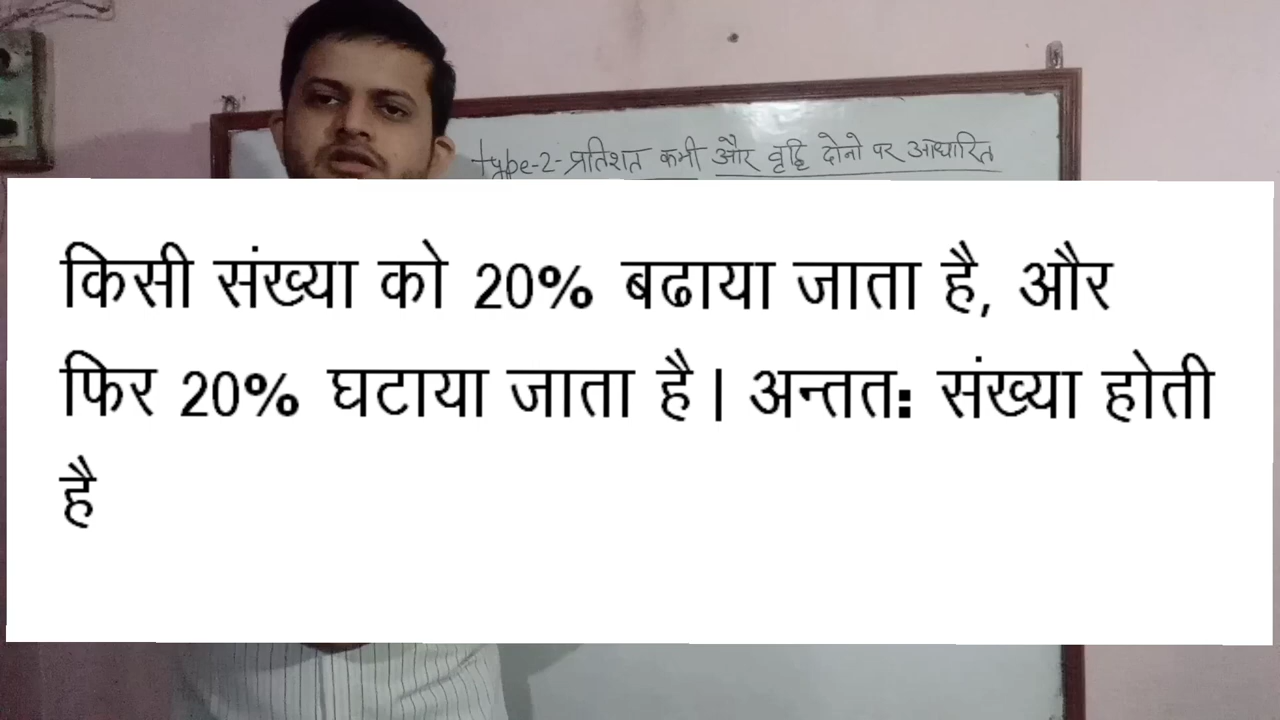 type-2-प्रतिशत कमी और वृद्धि दोनो पर आधारित
किसी संख्या को 20% बढाया जाता है, और
फिर 20% घटाया जाता है | अन्तत: संख्या होती
है